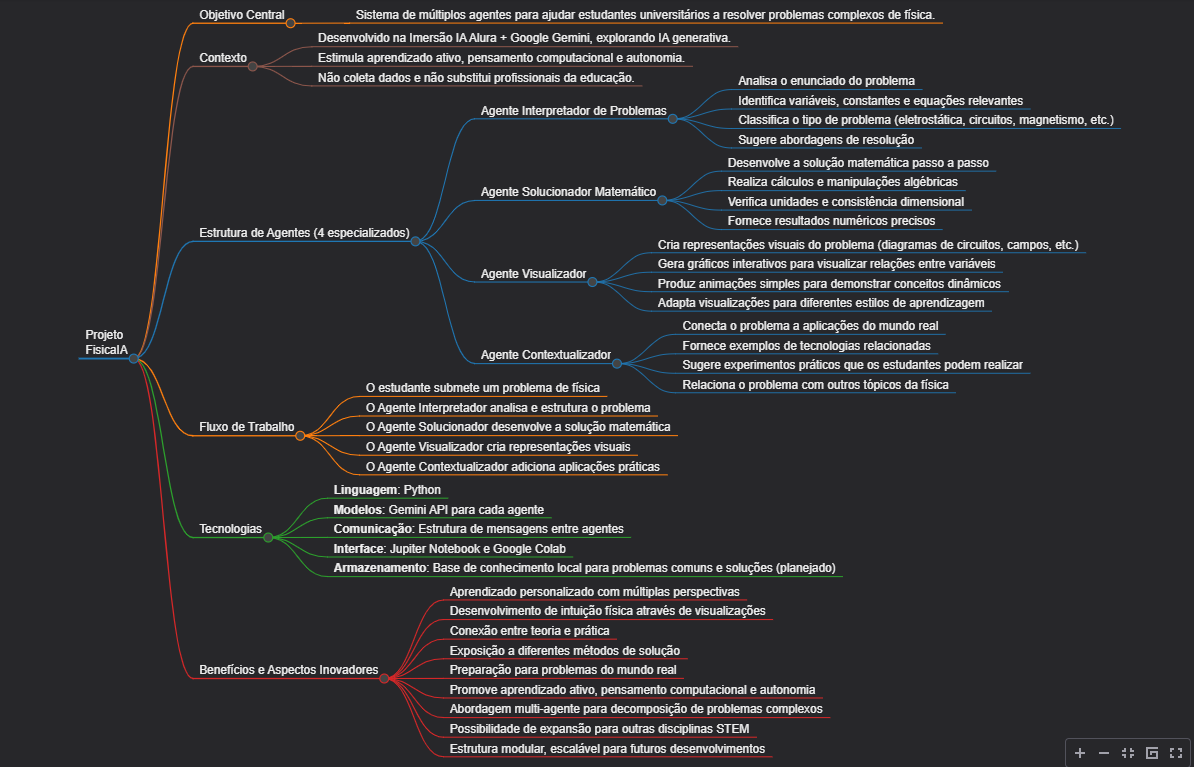 Objetivo Central
Sistema de múltiplos agentes para ajudar estudantes universitários a resolver problemas complexos de física.
Contexto
Desenvolvido na Imersão IA Alura + Google Gemini, explorando IA generativa.
Estimula aprendizado ativo, pensamento computacional e autonomia.
Não coleta dados e não substitui profissionais da educação.
Estrutura de Agentes (4 especializados)
Agente Interpretador de Problemas
Analisa o enunciado do problema
Identifica variáveis, constantes e equações relevantes
Classifica o tipo de problema (eletrostática, circuitos, magnetismo, etc.)
Sugere abordagens de resolução
Agente Solucionador Matemático
Desenvolve a solução matemática passo a passo
Realiza cálculos e manipulações algébricas
Verifica unidades e consistência dimensional
Fornece resultados numéricos precisos
Agente Visualizador
Cria representações visuais do problema (diagramas de circuitos, campos, etc.)
Gera gráficos interativos para visualizar relações entre variáveis
Produz animações simples para demonstrar conceitos dinâmicos
Adapta visualizações para diferentes estilos de aprendizagem
Agente Contextualizador
Conecta o problema a aplicações do mundo real
Fornece exemplos de tecnologias relacionadas
Sugere experimentos práticos que os estudantes podem realizar
Relaciona o problema com outros tópicos da física
Projeto
FisicaIA
Fluxo de Trabalho
O estudante submete um problema de física
O Agente Interpretador analisa e estrutura o problema
O Agente Solucionador desenvolve a solução matemática
O Agente Visualizador cria representações visuais
O Agente Contextualizador adiciona aplicações práticas
Tecnologias
Linguagem: Python
Modelos: Gemini API para cada agente
Comunicação: Estrutura de mensagens entre agentes
Interface: Jupiter Notebook e Google Colab
Armazenamento: Base de conhecimento local para problemas comuns e soluções (planejado)
Benefícios e Aspectos Inovadores
Aprendizado personalizado com múltiplas perspectivas
Desenvolvimento de intuição física através de visualizações
Conexão entre teoria e prática
Exposição a diferentes métodos de solução
Preparação para problemas do mundo real
Promove aprendizado ativo, pensamento computacional e autonomia
Abordagem multi-agente para decomposição de problemas complexos
Possibilidade de expansão para outras disciplinas STEM
Estrutura modular, escalável para futuros desenvolvimentos